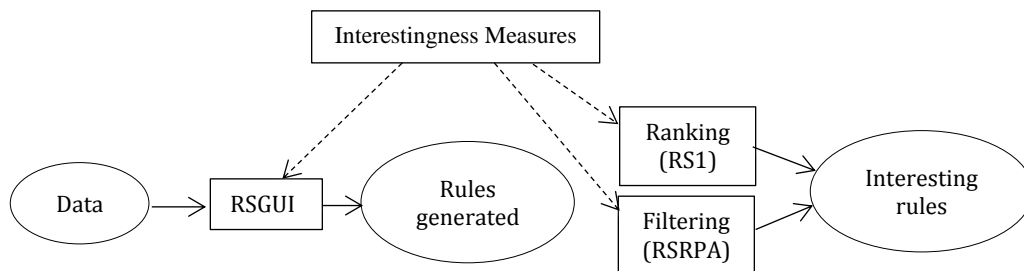 Interestingness Measures
Ranking
(RS1)
Data
RSGUI
Rules
generated
Filtering
(RSRPA)
Interesting
rules